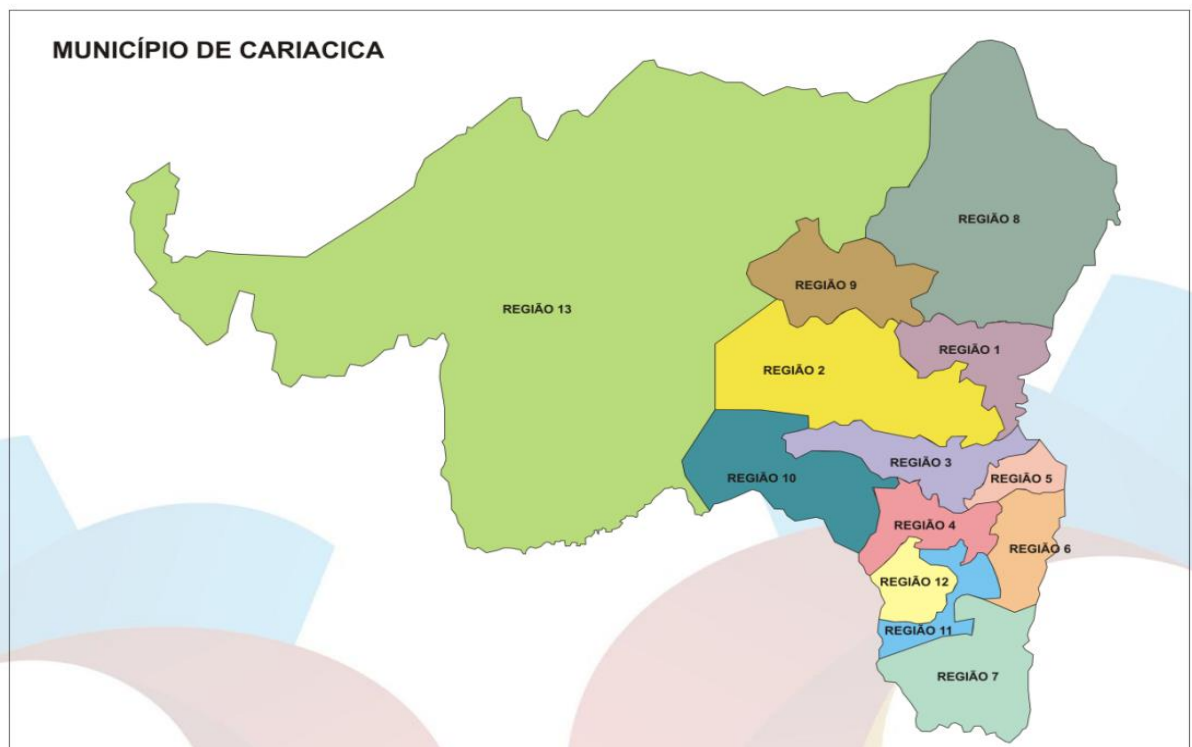 MUNICÍPIO DE CARIACICA
REGIÃO 8
REGIÃO 9
REGIÃO 13
REGIÃO 1
REGIÃO 2
REGIÃO 3
REGIÃO 10
REGIÃO 5
REGIÃO 4
REGIÃO 6
REGIÃO 12
REGIÃO 11
REGIÃO 7